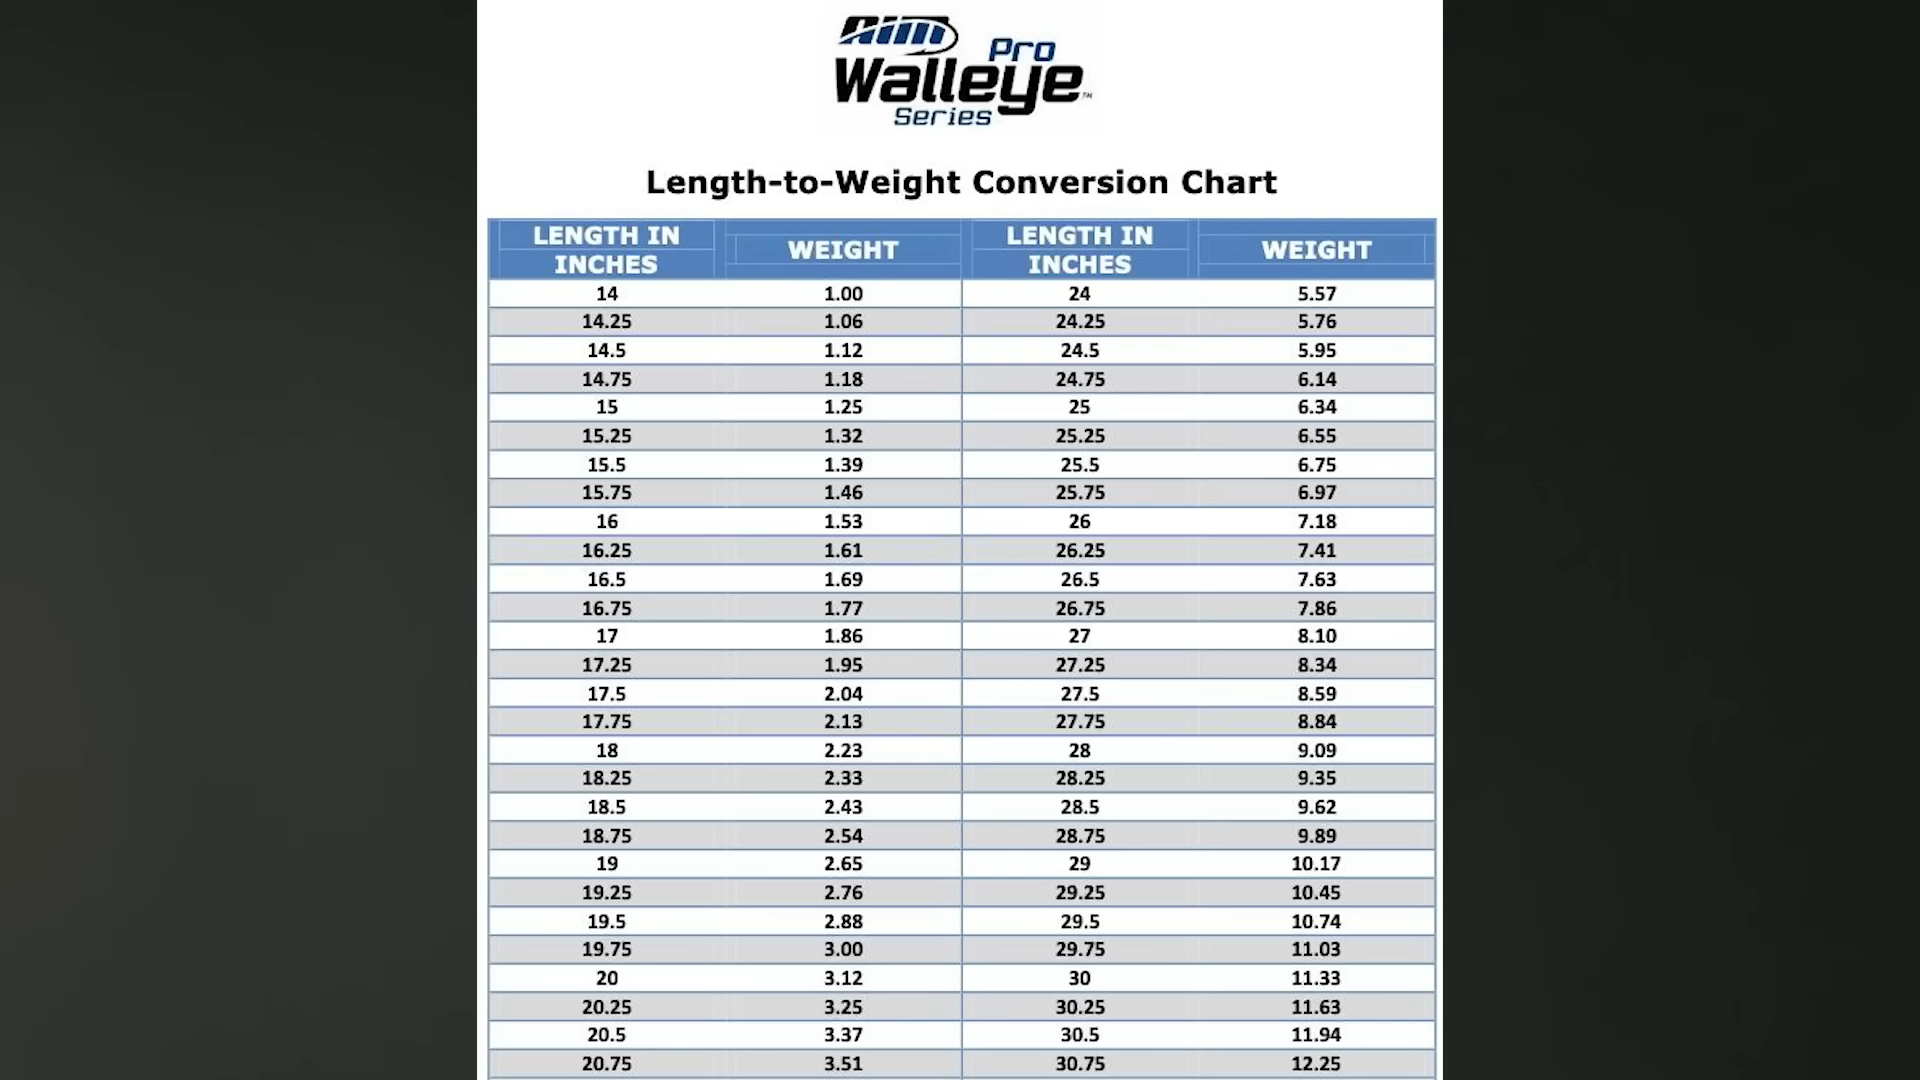 AIM
Pro
Walleye™
Series
Length-to-Weight Conversion Chart
LENGTH IN INCHES WEIGHT LENGTH IN INCHES WEIGHT
14 1.00 24 5.57
14.25 1.06 24.25 5.76
14.5 1.12 24.5 5.95
14.75 1.18 24.75 6.14
15 1.25 25 6.34
15.25 1.32 25.25 6.55
15.5 1.39 25.5 6.75
15.75 1.46 25.75 6.97
16 1.53 26 7.18
16.25 1.61 26.25 7.41
16.5 1.69 26.5 7.63
16.75 1.77 26.75 7.86
17 1.86 27 8.10
17.25 1.95 27.25 8.34
17.5 2.04 27.5 8.59
17.75 2.13 27.75 8.84
18 2.23 28 9.09
18.25 2.33 28.25 9.35
18.5 2.43 28.5 9.62
18.75 2.54 28.75 9.89
19 2.65 29 10.17
19.25 2.76 29.25 10.45
19.5 2.88 29.5 10.74
19.75 3.00 29.75 11.03
20 3.12 30 11.33
20.25 3.25 30.25 11.63
20.5 3.37 30.5 11.94
20.75 3.51 30.75 12.25